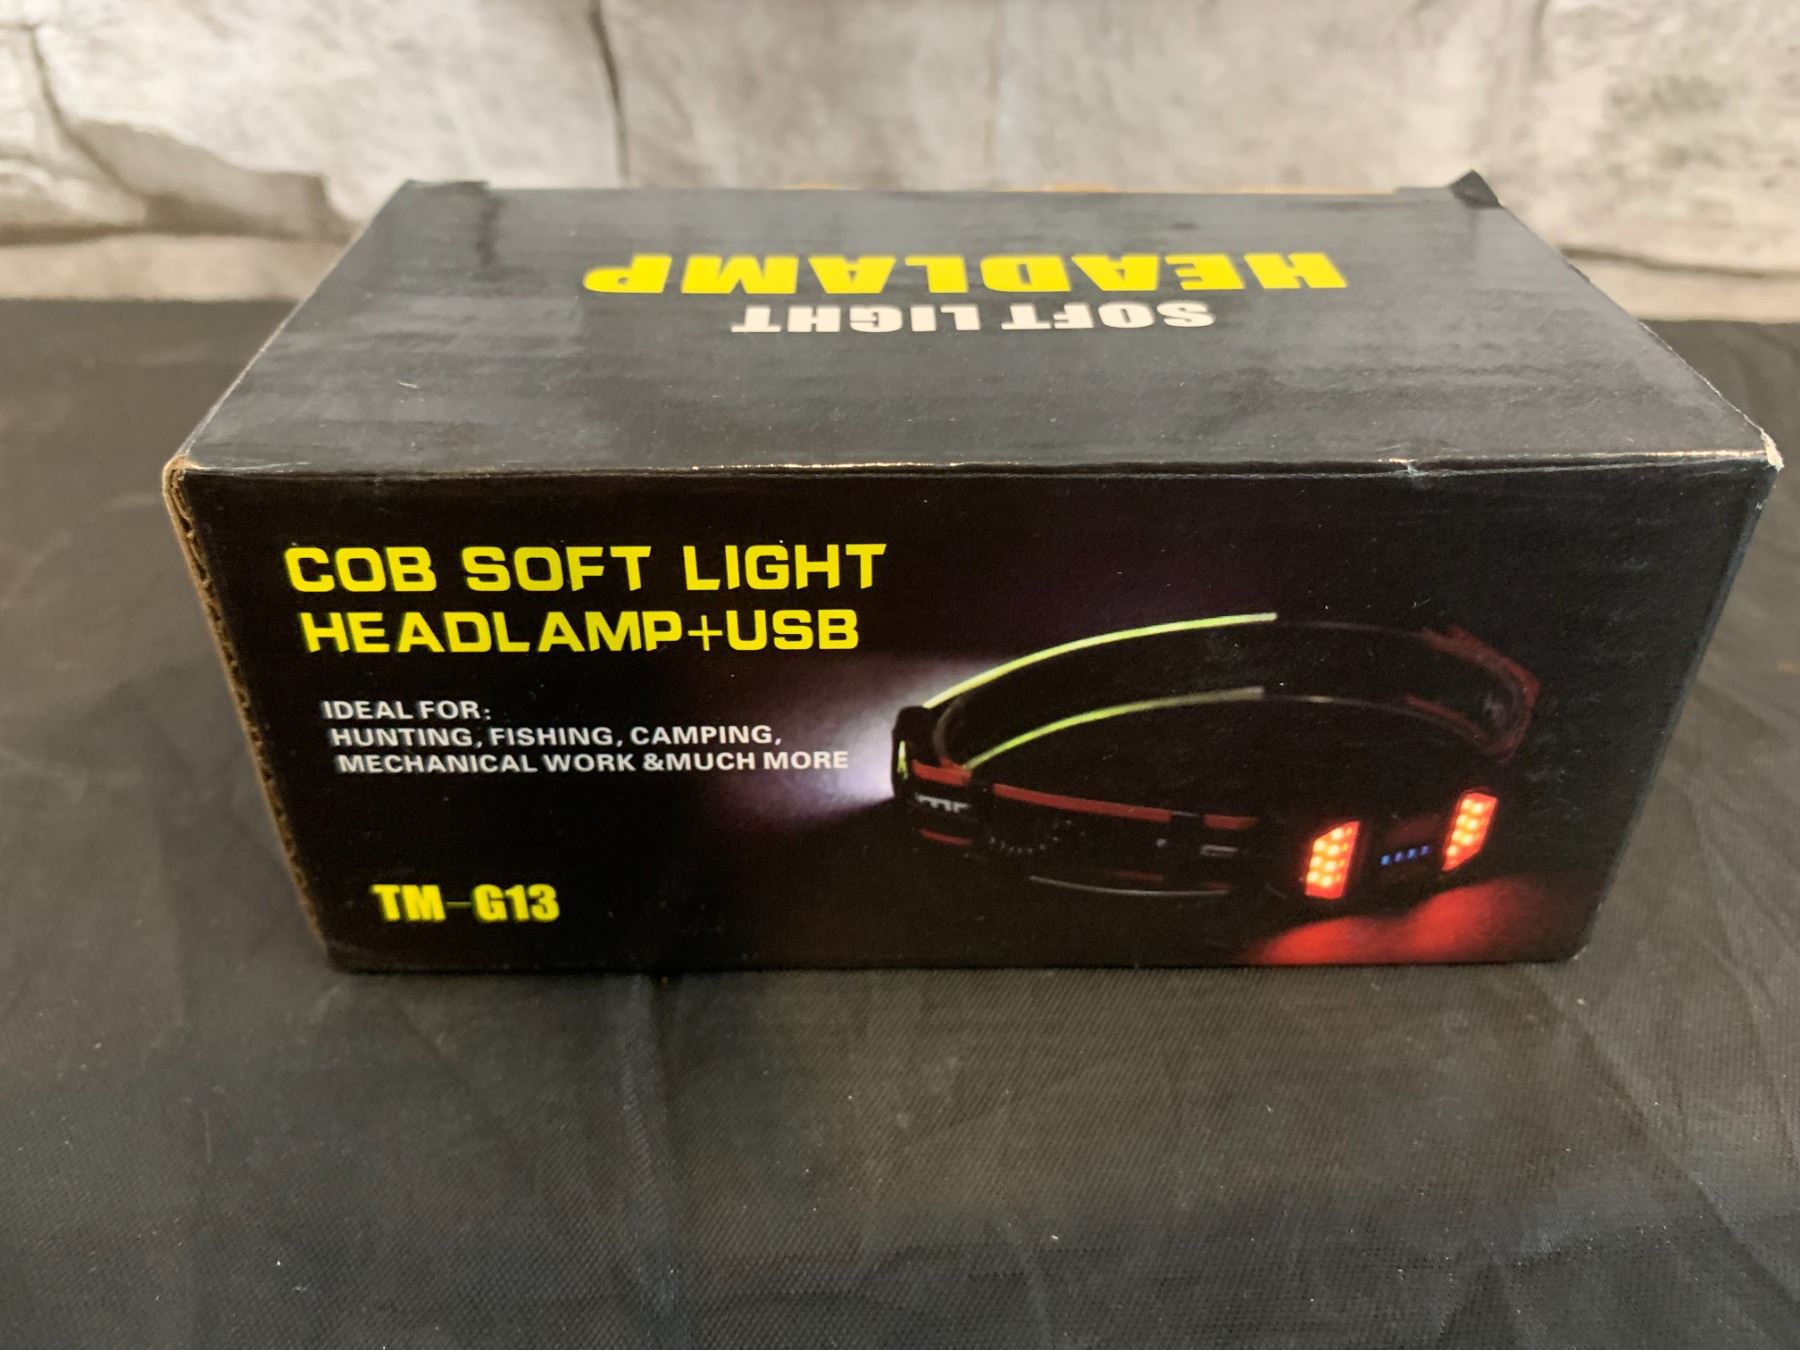 SOFT LIGHT
HEADLAMP
COB SOFT LIGHT
HEADLAMP+USB
IDEAL FOR:
HUNTING, FISHING, CAMPING,
MECHANICAL WORK &MUCH MORE
TM-G13